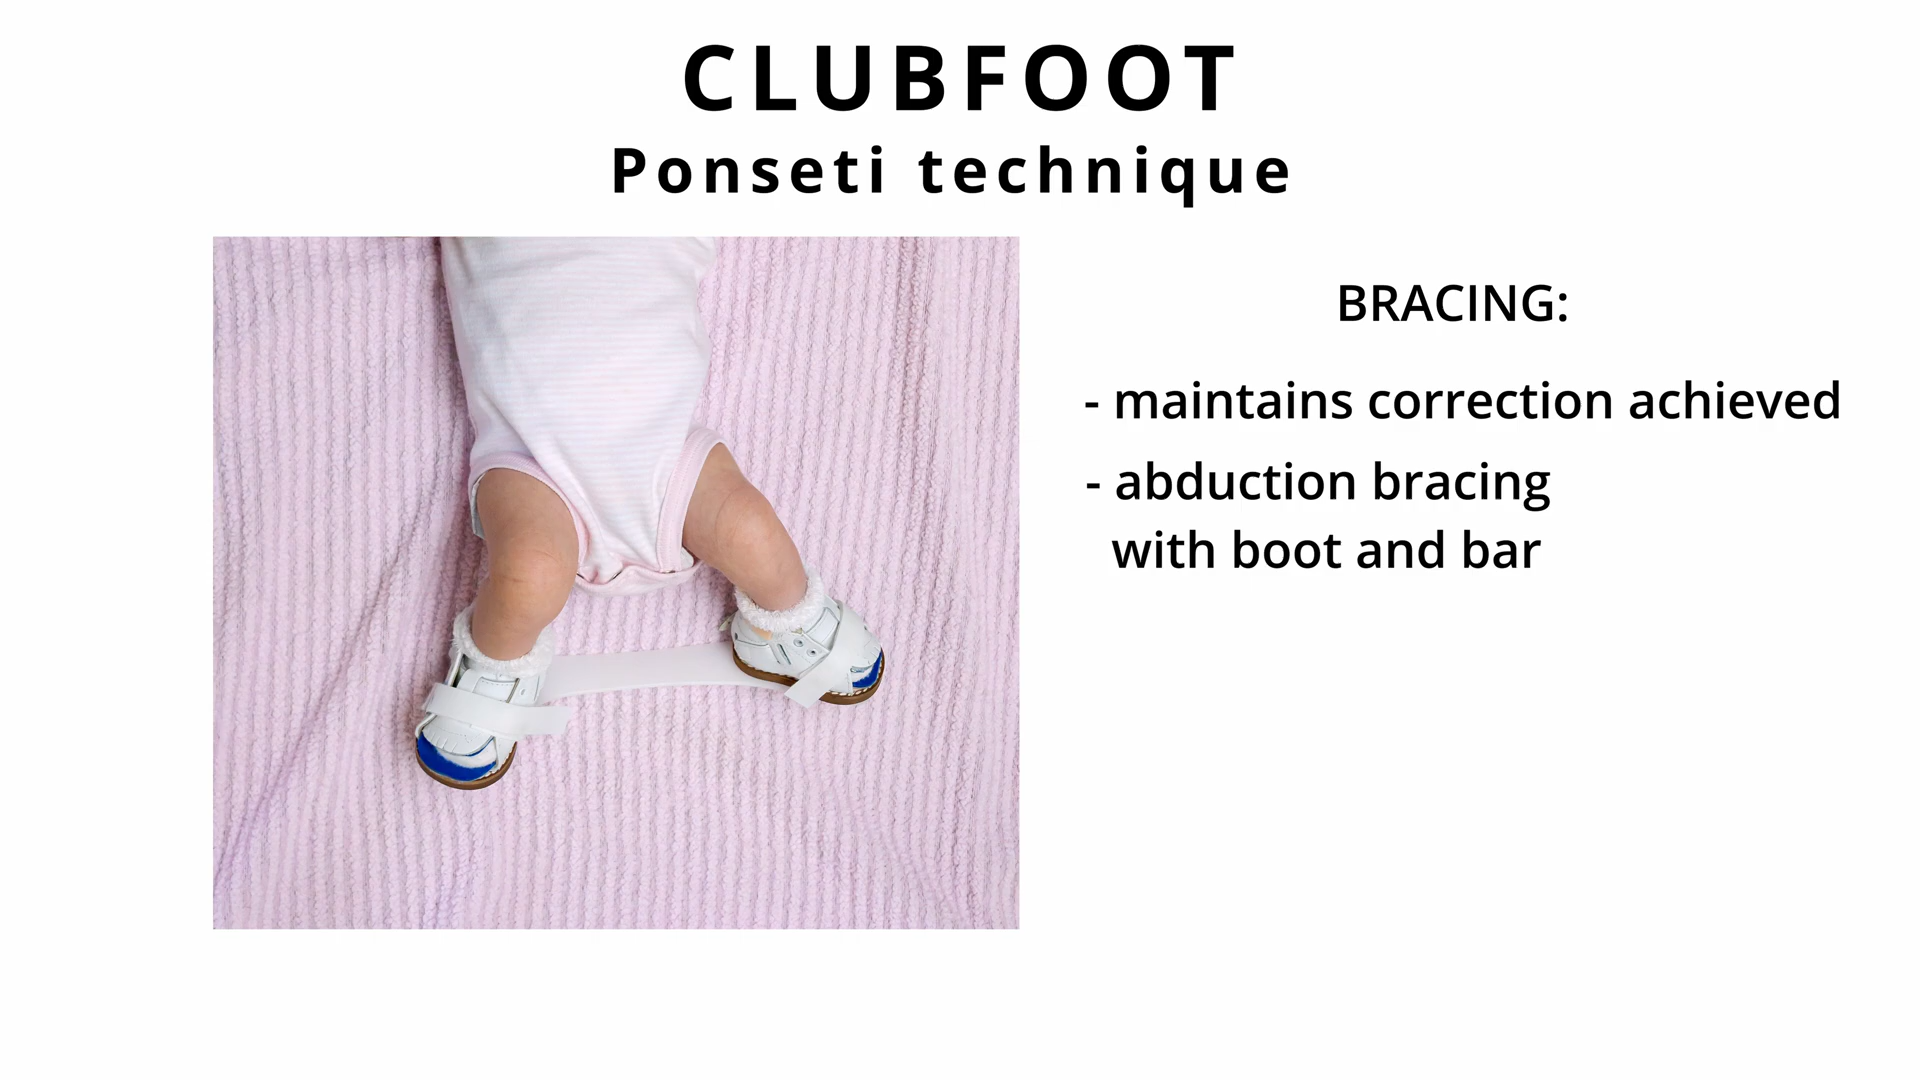 CLUBFOOT
Ponseti technique
BRACING:
- maintains correction achieved
- abduction bracing
with boot and bar